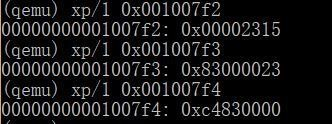 (qemu) xp/1 0x001007f2
00000000001007f2: 0x00002315
(qemu) xp/1 0x001007f3
00000000001007f3: 0x83000023
(qemu) xp/1 0x001007f4
00000000001007f4: 0xc4830000